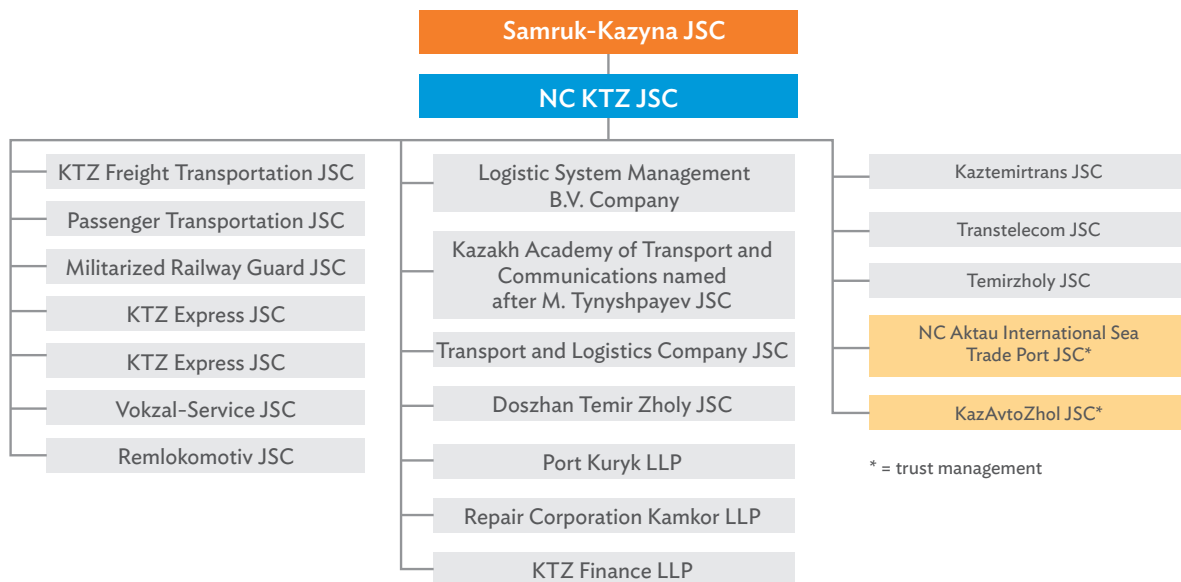 Samruk-Kazyna JSC
NC KTZ JSC
KTZ Freight Transportation JSC
Passenger Transportation JSC
Militarized Railway Guard JSC
KTZ Express JSC
KTZ Express JSC
Vokzal-Service JSC
Remlokomotiv JSC
Logistic System Management
B.V. Company
Kazakh Academy of Transport and
Communications named
after M. Tynyshpayev JSC
Transport and Logistics Company JSC
Doszhan Temir Zholy JSC
Port Kuryk LLP
Repair Corporation Kamkor LLP
KTZ Finance LLP
Kaztemirtrans JSC
Transtelecom JSC
Temirzholy JSC
NC Aktau International Sea
Trade Port JSC*
KazAvtoZhol JSC*
* = trust management